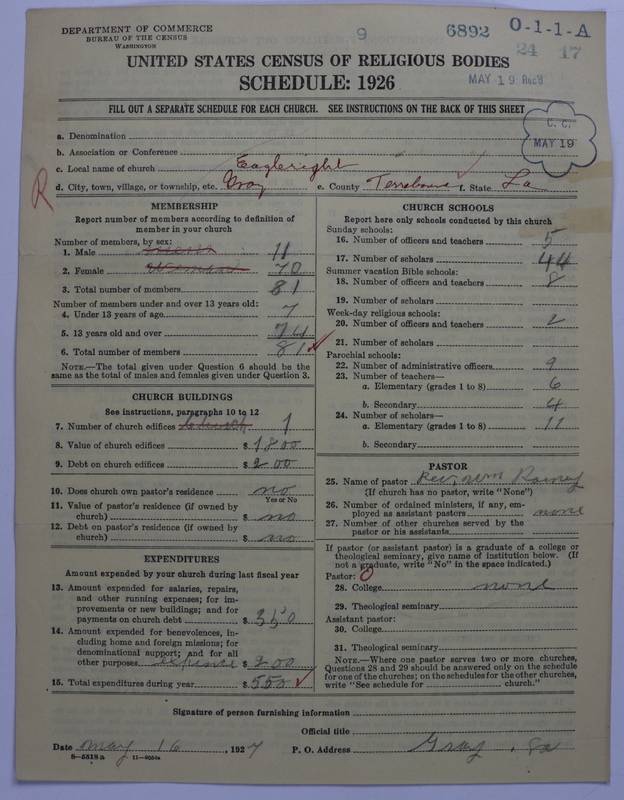 DEPARTMENT OF COMMERCE
BUREAU OF THE CENSUS
WASHINGTON
9
6892
O-1-1-A
24 17
UNITED STATES CENSUS OF RELIGIOUS BODIES
SCHEDULE: 1926
MAY 19 Rec'd
FILL OUT A SEPARATE SCHEDULE FOR EACH CHURCH. SEE INSTRUCTIONS ON THE BACK OF THIS SHEET
C. C.
MAY 19
a. Denomination
b. Association or Conference
c. Local name of church Eagleright
R
d. City, town, village, or township, etc. Gray e. County Terrebonne f. State La
MEMBERSHIP
Report number of members according to definition of
member in your church
Number of members, by sex:
1. Male 11
2. Female 70
3. Total number of members 81
Number of members under and over 13 years old:
4. Under 13 years of age 7
5. 13 years old and over 74
6. Total number of members 81
NOTE.—The total given under Question 6 should be the
same as the total of males and females given under Question 3.
CHURCH BUILDINGS
See instructions, paragraphs 10 to 12
7. Number of church edifices church 1
8. Value of church edifices $ 1800
9. Debt on church edifices $ 200
10. Does church own pastor's residence no
Yes or No
11. Value of pastor's residence (if owned by
church) $ no
12. Debt on pastor's residence (if owned by
church) $ no
EXPENDITURES
Amount expended by your church during last fiscal year
13. Amount expended for salaries, repairs,
and other running expenses; for im-
provements or new buildings; and for
payments on church debt $ 350
14. Amount expended for benevolences, in-
cluding home and foreign missions; for
denominational support; and for all
other purposes $ 200
15. Total expenditures during year $ 550
CHURCH SCHOOLS
Report here only schools conducted by this church
Sunday schools:
16. Number of officers and teachers 5
17. Number of scholars 44
Summer vacation Bible schools:
18. Number of officers and teachers 8
19. Number of scholars
Week-day religious schools:
20. Number of officers and teachers 2
21. Number of scholars
Parochial schools:
22. Number of administrative officers 9
23. Number of teachers—
a. Elementary (grades 1 to 8) 6
b. Secondary 4
24. Number of scholars—
a. Elementary (grades 1 to 8) 11
b. Secondary
PASTOR
25. Name of pastor Rev, Wm Rainey
(If church has no pastor, write "None")
26. Number of ordained ministers, if any, em-
ployed as assistant pastors none
27. Number of other churches served by the
pastor or his assistants
If pastor (or assistant pastor) is a graduate of a college or
theological seminary, give name of institution below. (If
not a graduate, write "No" in the space indicated.)
Pastor: O
28. College none
29. Theological seminary
Assistant pastor:
30. College
31. Theological seminary
NOTE.—Where one pastor serves two or more churches,
Questions 28 and 29 should be answered only on the schedule
for one of the churches; on the schedules for the other churches,
write "See schedule for church."
Signature of person furnishing information
Official title
Date May 16, 1927 P. O. Address Gray, La
8-5518a 11-9054a